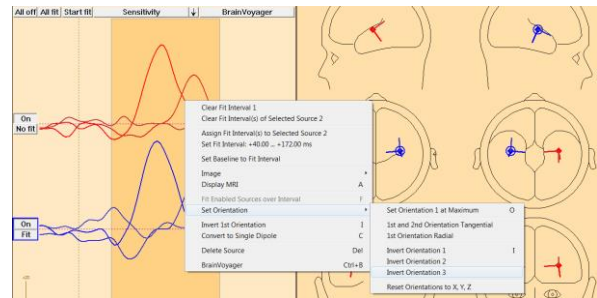 All off All fit Start fit Sensitivity ↓ BrainVoyager
On
No fit
On
Fit
Clear Fit Interval 1
Clear Fit Interval(s) of Selected Source 2
Assign Fit Interval(s) to Selected Source 2
Set Fit Interval: +40.00 ... +172.00 ms
Set Baseline to Fit Interval
Image
Display MRI A
Fit Enabled Sources over Interval F
Set Orientation
Invert 1st Orientation I
Convert to Single Dipole C
Delete Source Del
BrainVoyager Ctrl+B
Set Orientation 1 at Maximum O
1st and 2nd Orientation Tangential
1st Orientation Radial
Invert Orientation 1 I
Invert Orientation 2
Invert Orientation 3
Reset Orientations to X, Y, Z